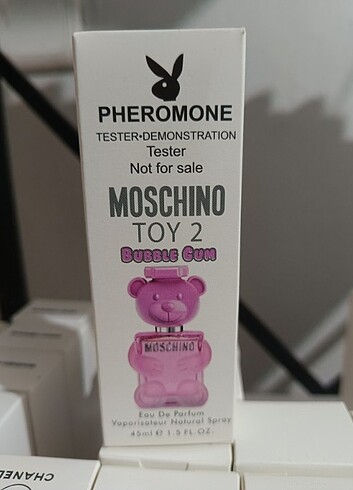 PHEROMONE
TESTER•DEMONSTRATION
Tester
Not for sale
MOSCHINO
TOY 2
BUBBLE GUM
MOSCHINO
Eau De Parfum
Vaporisateur Natural Spray
45ml ℮ 1.5 FL.OZ.
CHANEL